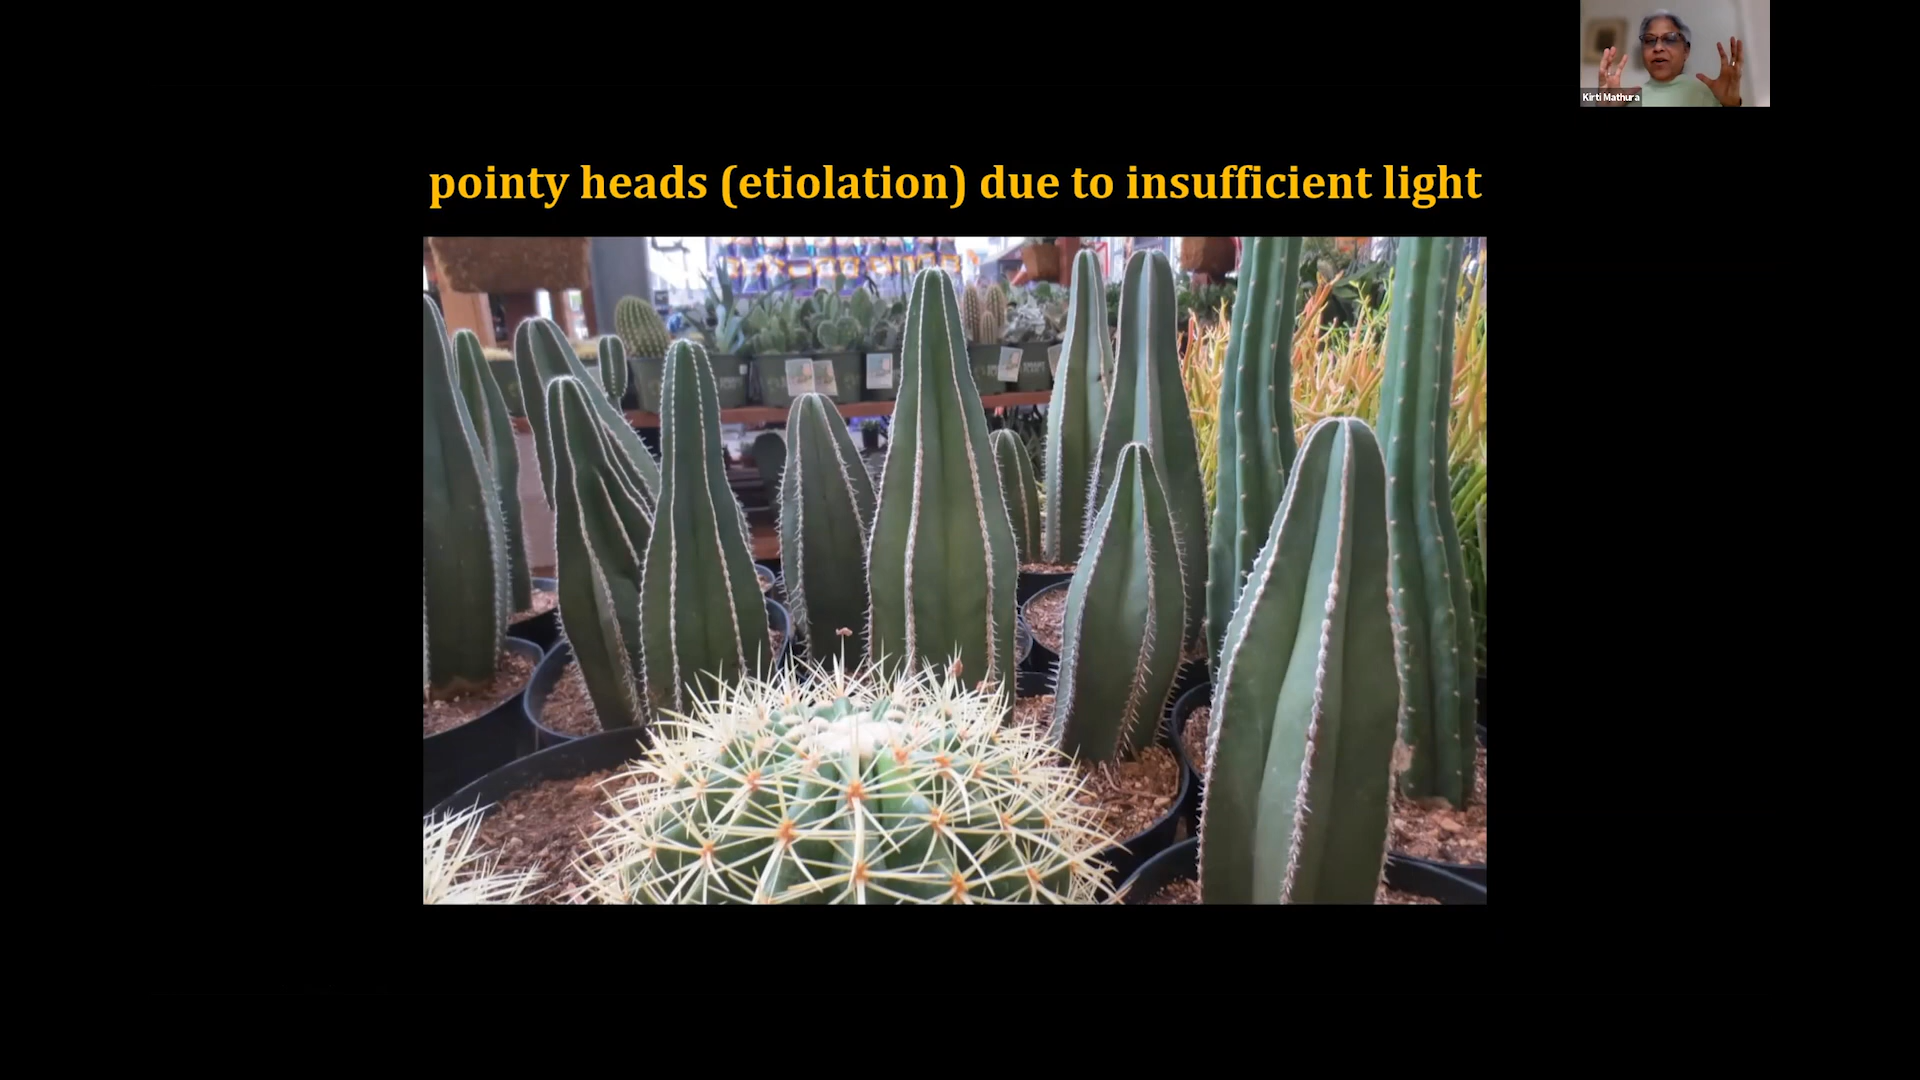 Kirti Mathura
pointy heads (etiolation) due to insufficient light